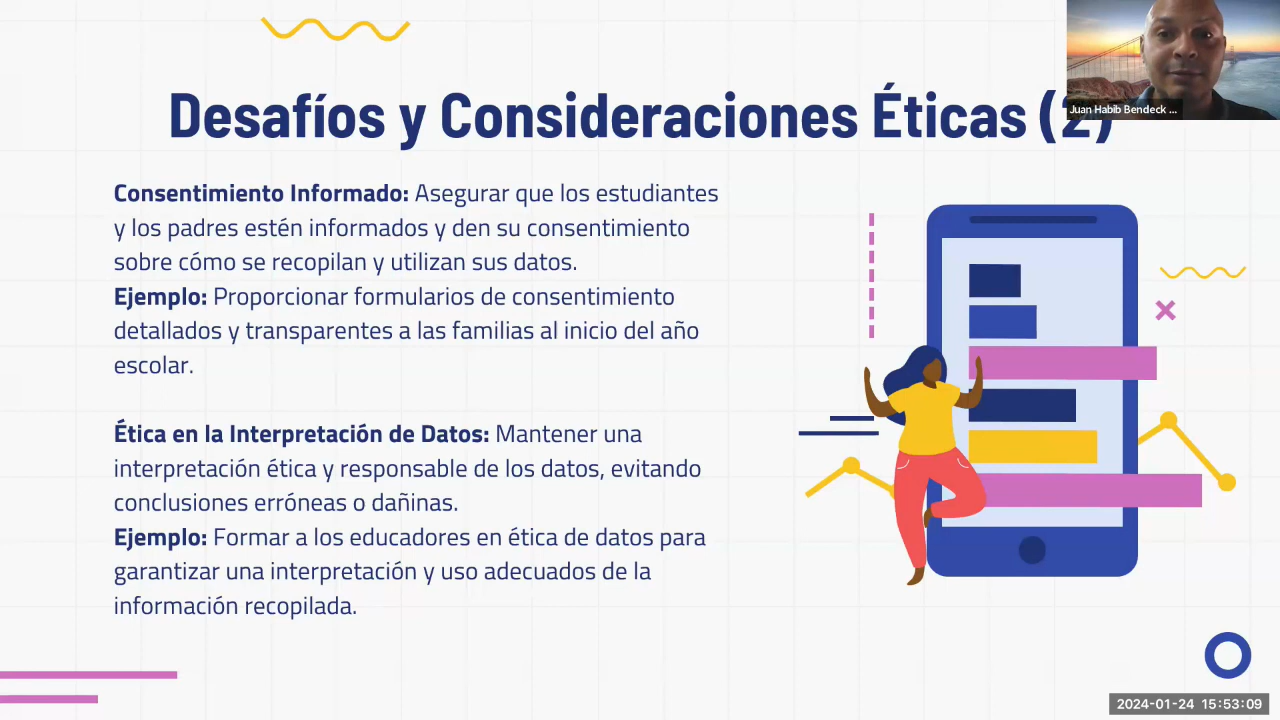 Desafíos y Consideraciones Éticas (2)
Juan Habib Bendeck ...
Consentimiento Informado: Asegurar que los estudiantes
y los padres estén informados y den su consentimiento
sobre cómo se recopilan y utilizan sus datos.
Ejemplo: Proporcionar formularios de consentimiento
detallados y transparentes a las familias al inicio del año
escolar.
Ética en la Interpretación de Datos: Mantener una
interpretación ética y responsable de los datos, evitando
conclusiones erróneas o dañinas.
Ejemplo: Formar a los educadores en ética de datos para
garantizar una interpretación y uso adecuados de la
información recopilada.
2024-01-24 15:53:09